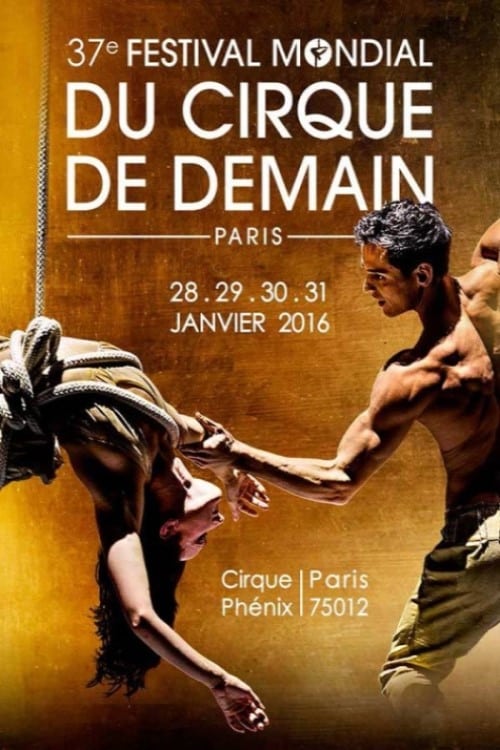 37e FESTIVAL MONDIAL
DU CIRQUE
DE DEMAIN
PARIS
28.29.30.31
JANVIER 2016
Cirque | Paris
Phénix | 75012